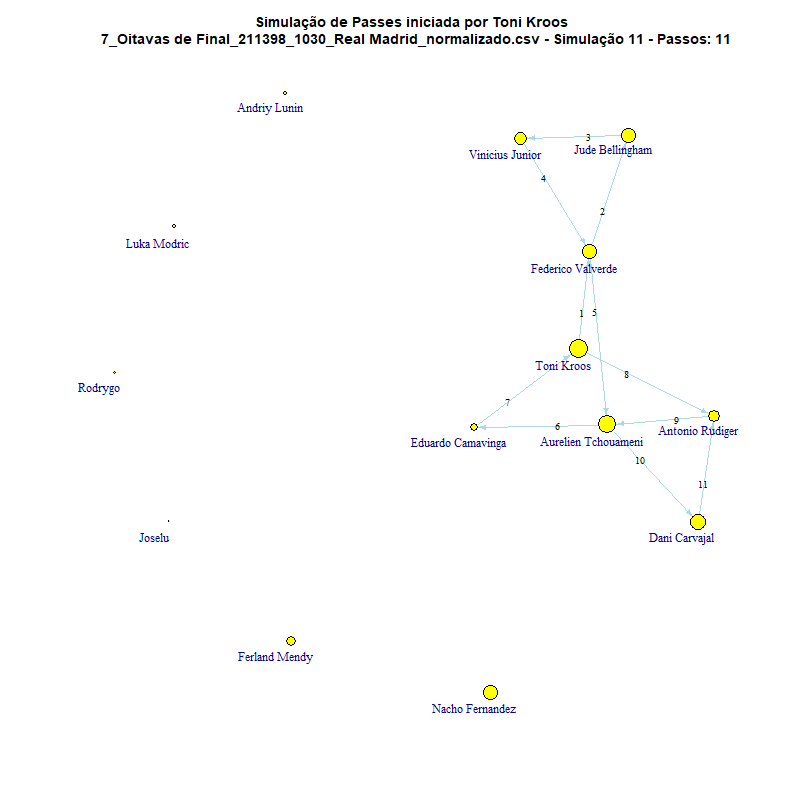 Simulação de Passes iniciada por Toni Kroos
7_Oitavas de Final_211398_1030_Real Madrid_normalizado.csv - Simulação 11 - Passos: 11
Andriy Lunin
3
Vinicius Junior
Jude Bellingham
4
2
Luka Modric
Federico Valverde
1
5
Toni Kroos
8
Rodrygo
7
9
6
Antonio Rüdiger
Eduardo Camavinga
Aurelien Tchouameni
10
11
Joselu
Dani Carvajal
Ferland Mendy
Nacho Fernandez